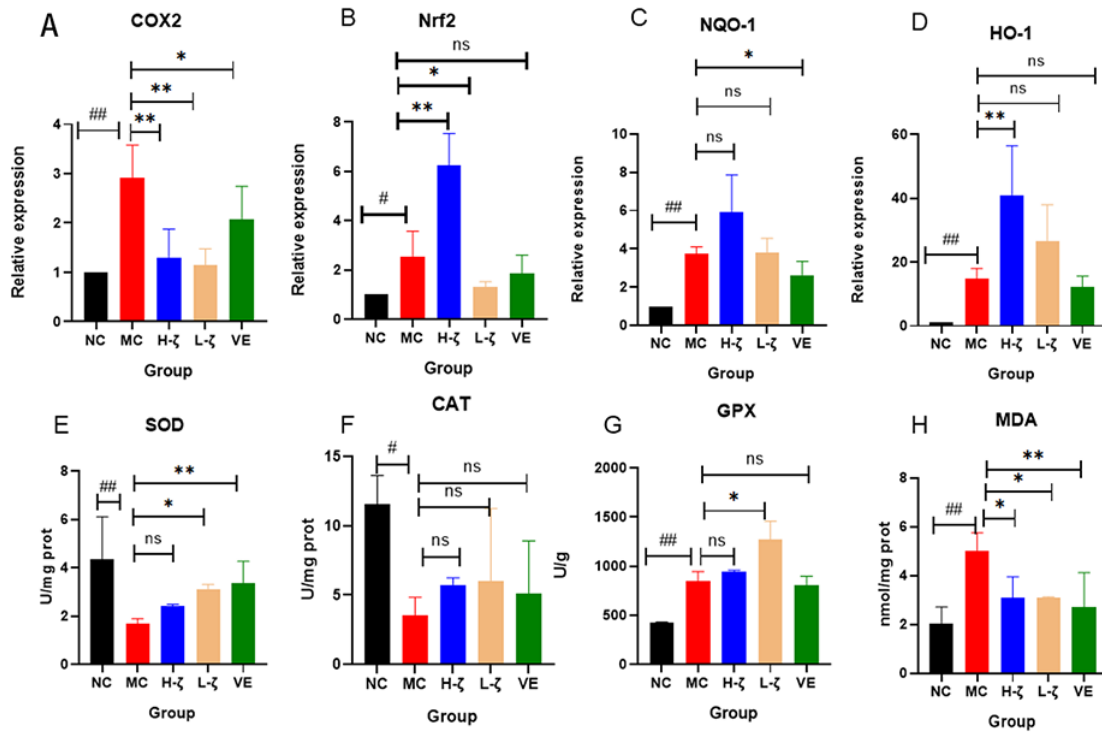 A
COX2
*
**
##
**
Relative expression
4
3
2
1
0
NC MC H-ζ L-ζ VE
Group
B
Nrf2
ns
*
**
#
Relative expression
8
6
4
2
0
NC MC H-ζ L-ζ VE
Group
C
NQO-1
*
ns
ns
##
Relative expression
10
8
6
4
2
0
NC MC H-ζ L-ζ VE
Group
D
HO-1
ns
ns
**
##
Relative expression
60
40
20
0
NC MC H-ζ L-ζ VE
Group
E
SOD
##
**
*
ns
U/mg prot
8
6
4
2
0
NC MC H-ζ L-ζ VE
Group
F
CAT
#
ns
ns
ns
U/mg prot
15
10
5
0
NC MC H-ζ L-ζ VE
Group
G
GPX
ns
*
##
ns
U/g
2000
1500
1000
500
0
NC MC H-ζ L-ζ VE
Group
H
MDA
**
*
##
*
nmol/mg prot
8
6
4
2
0
NC MC H-ζ L-ζ VE
Group